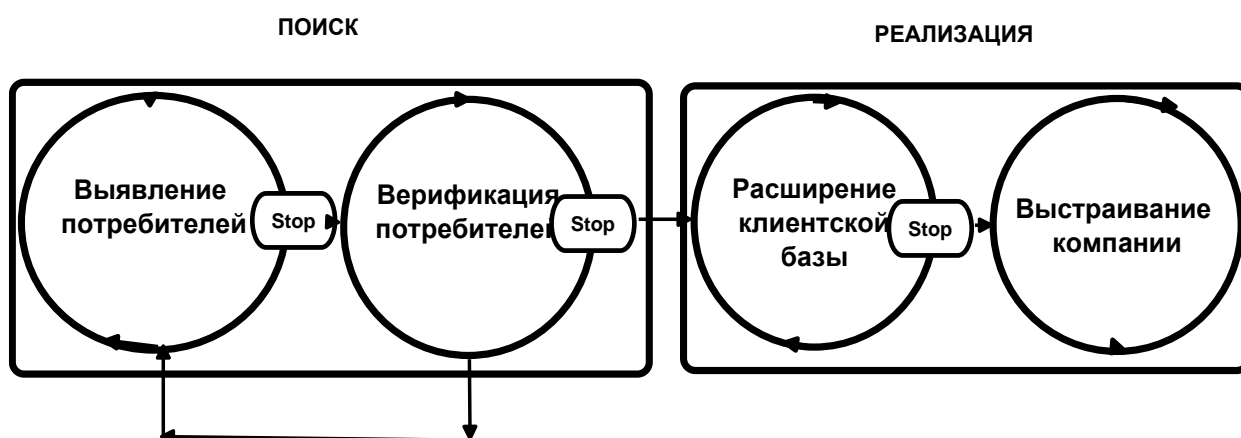 ПОИСК
РЕАЛИЗАЦИЯ
Выявление
потребителей
Stop
Верификация
потребителей
Stop
Расширение
клиентской
базы
Stop
Выстраивание
компании